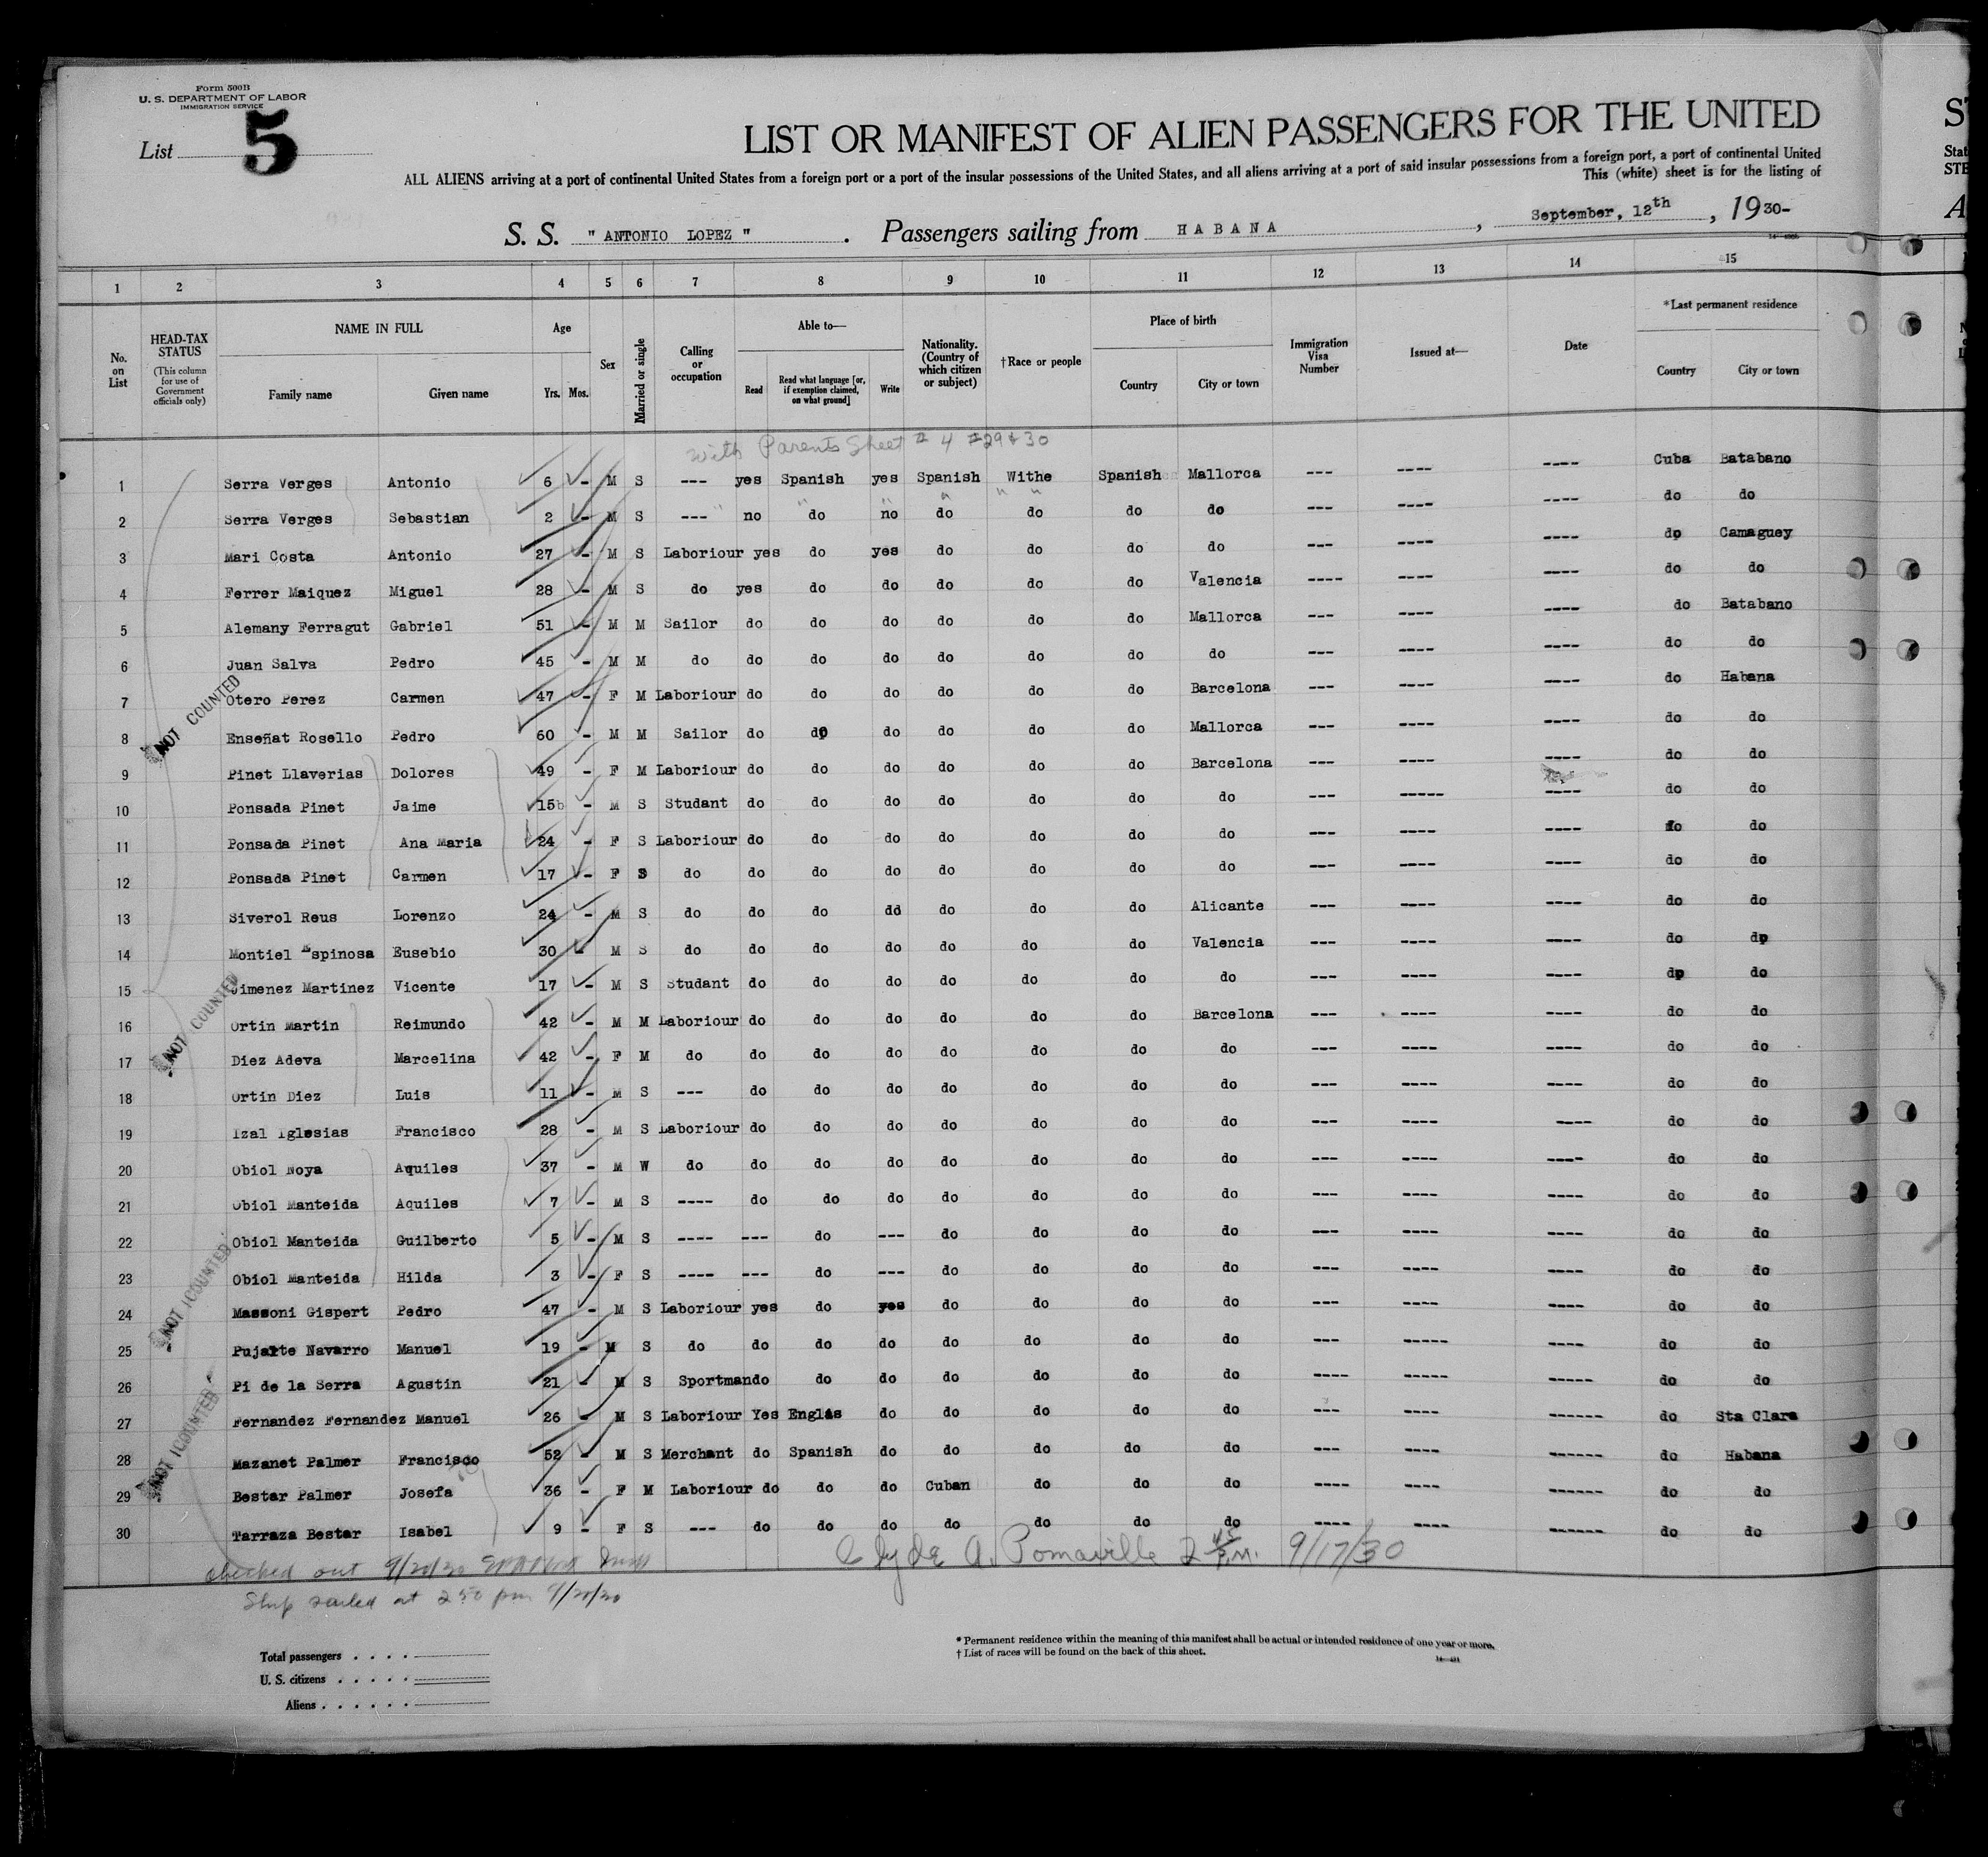 Form 500B
U. S. DEPARTMENT OF LABOR
IMMIGRATION SERVICE
List 5
LIST OR MANIFEST OF ALIEN PASSENGERS FOR THE UNITED
ALL ALIENS arriving at a port of continental United States from a foreign port or a port of the insular possessions of the United States, and all aliens arriving at a port of said insular possessions from a foreign port, a port of continental United
This (white) sheet is for the listing of
S. S. " ANTONIO LOPEZ " . Passengers sailing from HABANA , September, 12th , 1930-
1 2 3 4 5 6 7 8 9 10 11 12 13 14 15
No. on List
HEAD-TAX STATUS
(This column for use of Government officials only)
NAME IN FULL
Family name
Given name
Age
Yrs. Mos.
Sex
Married or single
Calling or occupation
Able to—
Read
Read what language [or, if exemption claimed, on what ground]
Write
Nationality. (Country of which citizen or subject)
†Race or people
Place of birth
Country
City or town
Immigration Visa Number
Issued at—
Date
*Last permanent residence
Country
City or town
with Parents Sheet # 4 #29 & 30
1 Serra Verges Antonio 6 - M S --- yes Spanish yes Spanish Withe Spanish Mallorca --- ---- ---- Cuba Batabano
2 Serra Verges Sebastian 2 - M S --- no do no do do do do --- ---- ---- do do
3 Mari Costa Antonio 27 - M S Laboriour yes do yes do do do do --- ---- ---- do Camaguey
4 Ferrer Maiquez Miguel 28 - M S do yes do do do do do Valencia ---- ---- ---- do do
5 Alemany Ferragut Gabriel 51 - M M Sailor do do do do do do Mallorca --- ---- ---- do Batabano
6 Juan Salva Pedro 45 - M M do do do do do do do do --- ---- ---- do do
7 Otero Perez Carmen 47 - F M Laboriour do do do do do do Barcelona --- ---- ---- do Habana
8 Enseñat Rosello Pedro 60 - M M Sailor do do do do do do Mallorca --- ---- ---- do do
9 Pinet Llaverias Dolores 49 - F M Laboriour do do do do do do Barcelona --- ---- ---- do do
10 Ponsada Pinet Jaime 15 - M S Studant do do do do do do do --- ----- ---- do do
11 Ponsada Pinet Ana Maria 24 - F S Laboriour do do do do do do do --- ---- ---- do do
12 Ponsada Pinet Carmen 17 - F S do do do do do do do do --- ---- ---- do do
13 Siverol Reus Lorenzo 24 - M S do do do dd do do do Alicante --- ---- ---- do do
14 Montiel Espinosa Eusebio 30 - M S do do do do do do do Valencia --- ---- ---- do do
15 Jimenez Martinez Vicente 17 - M S Studant do do do do do do do --- ---- ---- do do
16 Ortin Martin Reimundo 42 - M M Laboriour do do do do do do Barcelona --- ---- ---- do do
17 Diez Adeva Marcelina 42 - F M do do do do do do do do --- ---- ---- do do
18 Ortin Diez Luis 11 - M S --- do do do do do do do --- ---- ---- do do
19 Izal Iglesias Francisco 28 - M S Laboriour do do do do do do do --- ---- ---- do do
20 Obiol Noya Aquiles 37 - M W do do do do do do do do --- ---- ---- do do
21 Obiol Manteida Aquiles 7 - M S ---- do do do do do do do --- ---- ---- do do
22 Obiol Manteida Guilberto 5 - M S ---- --- do --- do do do do --- ---- ---- do do
23 Obiol Manteida Hilda 3 - F S ---- --- do --- do do do do --- ---- ---- do do
24 Massoni Gispert Pedro 47 - M S Laboriour yes do yes do do do do --- ---- ---- do do
25 Pujalte Navarro Manuel 19 - M S do do do do do do do do --- ----- ---- do do
26 Pi de la Serra Agustin 21 - M S Sportman do do do do do do do ---- ----- ----- do do
27 Fernandez Fernandez Manuel 26 - M S Laboriour Yes Englis do do do do do --- ---- ------ do Sta Clara
28 Mazanet Palmer Francisco 52 - M S Merchant do Spanish do do do do do --- ---- ------ do Habana
29 Bestar Palmer Josefa 36 - F M Laboriour do do do Cuban do do do ---- ---- ------ do do
30 Tarraza Bestar Isabel 9 - F S --- do do do do do do do ---- ---- ------ do do
NOT COUNTED
NOT COUNTED
NOT COUNTED
NOT COUNTED
Clyde A. Pomaville 2 45 P.M. 9/17/30
checked out 9/20/30
Ship sailed at 2 50 pm 9/20/30
Total passengers . . . .
U. S. citizens . . . . .
Aliens . . . . . .
* Permanent residence within the meaning of this manifest shall be actual or intended residence of one year or more.
† List of races will be found on the back of this sheet.